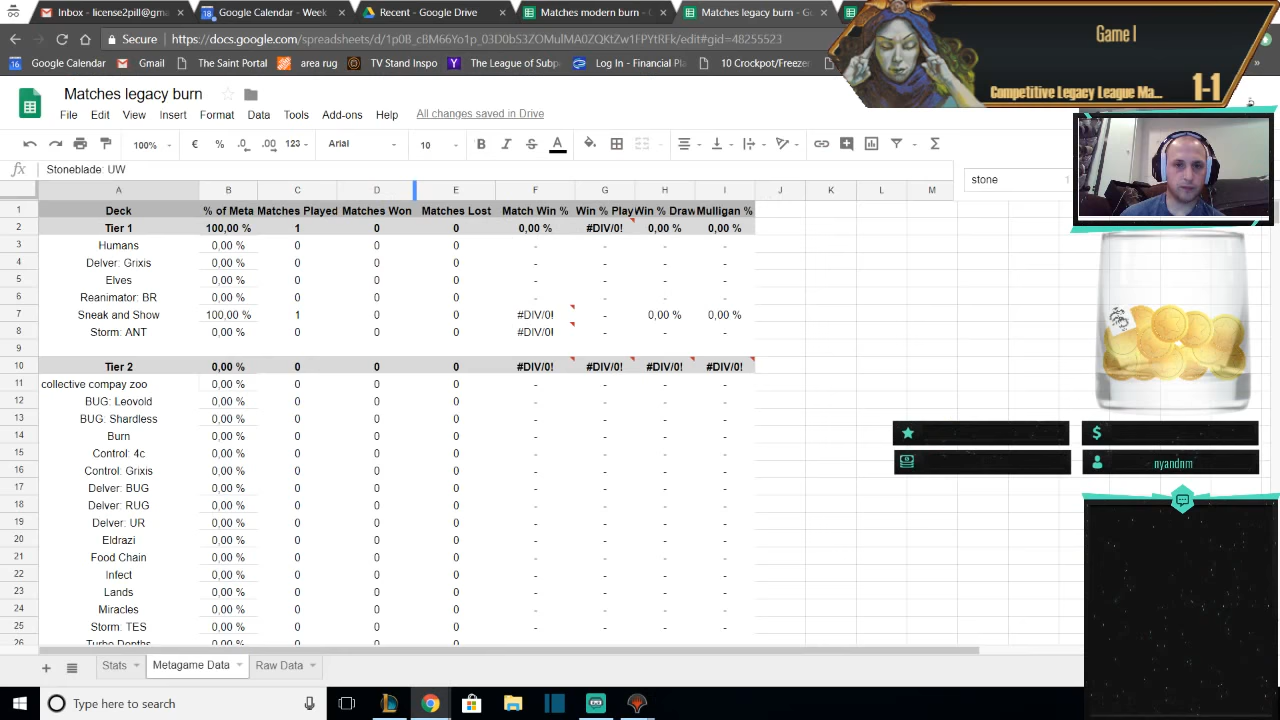 Inbox - license2pill@gma
Google Calendar - Week
Recent - Google Drive
Matches modern burn - G
Matches legacy burn - Go
Secure https://docs.google.com/spreadsheets/d/
/edit#gid=48255523
Google Calendar Gmail The Saint Portal area rug TV Stand Inspo The League of Subp Log In - Financial Pla 10 Crockpot/Freezer »
Game 1
Competitive Legacy League Ma... 1-1
Matches legacy burn
File Edit View Insert Format Data Tools Add-ons Help All changes saved in Drive
100% € % .0 .00 123 Arial 10 B I S A Σ
fx Stoneblade: UW
stone 1
A B C D E F G H I J K L M
1 Deck % of Meta Matches Played Matches Won Matches Lost Match Win % Win % Play Win % Draw Mulligan %
2 Tier 1 100,00 % 1 0 0 0,00 % #DIV/0! 0,00 % 0,00 %
3 Humans 0,00 % 0 0 0 - - - -
4 Delver: Grixis 0,00 % 0 0 0 - - - -
5 Elves 0,00 % 0 0 0 - - - -
6 Reanimator: BR 0,00 % 0 0 0 - - - -
7 Sneak and Show 100,00 % 1 0 0 #DIV/0! - 0,00 % 0,00 %
8 Storm: ANT 0,00 % 0 0 0 #DIV/0! - - -
9
10 Tier 2 0,00 % 0 0 0 #DIV/0! #DIV/0! #DIV/0! #DIV/0!
11 collective compay zoo 0,00 % 0 0 0 - - - -
12 BUG: Leovold 0,00 % 0 0 0 - - - -
13 BUG: Shardless 0,00 % 0 0 0 - - - -
14 Burn 0,00 % 0 0 0 - - - -
15 Control: 4c 0,00 % 0 0 0 - - - -
16 Control: Grixis 0,00 % 0 0 0 - - - -
17 Delver: BUG 0,00 % 0 0 0 - - - -
18 Delver: RUG 0,00 % 0 0 0 - - - -
19 Delver: UR 0,00 % 0 0 0 - - - -
20 Eldrazi 0,00 % 0 0 0 - - - -
21 Food Chain 0,00 % 0 0 0 - - - -
22 Infect 0,00 % 0 0 0 - - - -
23 Lands 0,00 % 0 0 0 - - - -
24 Miracles 0,00 % 0 0 0 - - - -
25 Storm: TES 0,00 % 0 0 0 - - - -
26 Turbo Depths
nyandnm
Stats Metagame Data Raw Data
Type here to search